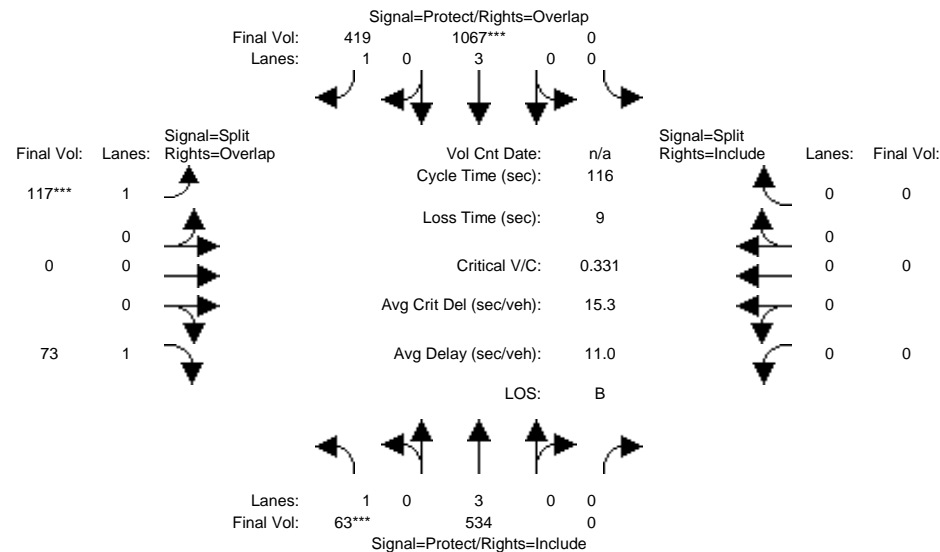 Signal=Protect/Rights=Overlap
Final Vol: 419 1067*** 0
Lanes: 1 0 3 0 0
Signal=Split Signal=Split
Final Vol: Lanes: Rights=Overlap Vol Cnt Date: n/a Rights=Include Lanes: Final Vol:
Cycle Time (sec): 116
117*** 1 0 0
Loss Time (sec): 9
0 0
0 0 Critical V/C: 0.331 0 0
0 Avg Crit Del (sec/veh): 15.3 0
73 1 Avg Delay (sec/veh): 11.0 0 0
LOS: B
Lanes: 1 0 3 0 0
Final Vol: 63*** 534 0
Signal=Protect/Rights=Include